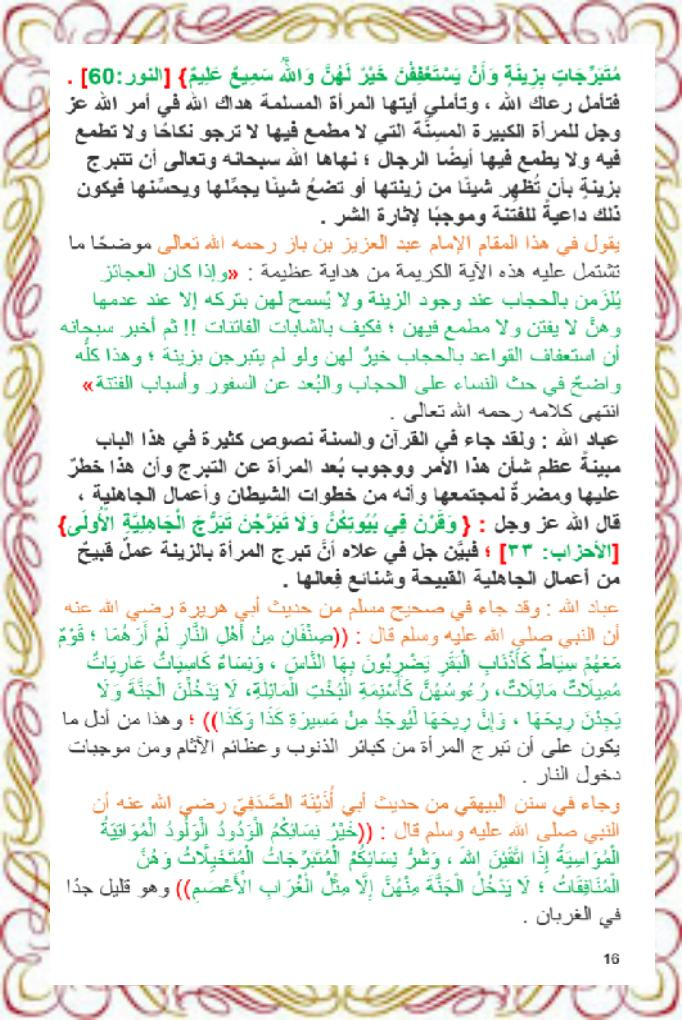 مُتَبَرِّجَاتٍ بِزِينَةٍ وَأَنْ يَسْتَعْفِفْنَ خَيْرٌ لَهُنَّ وَاللَّهُ سَمِيعٌ عَلِيمٌ} [النور:60] .
فتأمل رعاك الله ، وتأملي أيتها المرأة المسلمة هداك الله في أمر الله عز
وجل للمرأة الكبيرة المسِنَّة التي لا مطمع فيها لا ترجو نكاحًا ولا تطمع
فيه ولا يطمع فيها أيضًا الرجال ؛ نهاها الله سبحانه وتعالى أن تتبرج
بزينةٍ بأن تُظهِر شيئًا من زينتها أو تضعُ شيئًا يجمِّلها ويحسِّنها فيكون
ذلك داعيةً للفتنة وموجبًا لإثارة الشر .
يقول في هذا المقام الإمام عبد العزيز بن باز رحمه الله تعالى موضحًا ما
تشتمل عليه هذه الآية الكريمة من هداية عظيمة : «وإذا كان العجائز
يُلْزَمن بالحجاب عند وجود الزينة ولا يُسمح لهن بتركه إلا عند عدمها
وهنَّ لا يفتن ولا مطمع فيهن ؛ فكيف بالشابات الفاتنات !! ثم أخبر سبحانه
أن استعفاف القواعد بالحجاب خيرٌ لهن ولو لم يتبرجن بزينة ؛ وهذا كلُّه
واضحٌ في حث النساء على الحجاب والبُعد عن السفور وأسباب الفتنة»
انتهى كلامه رحمه الله تعالى .
عباد الله : ولقد جاء في القرآن والسنة نصوص كثيرة في هذا الباب
مبينةً عظم شأن هذا الأمر ووجوب بُعد المرأة عن التبرج وأن هذا خطرٌ
عليها ومضرةٌ لمجتمعها وأنه من خطوات الشيطان وأعمال الجاهلية ،
قال الله عز وجل : { وَقَرْنَ فِي بُيُوتِكُنَّ وَلَا تَبَرَّجْنَ تَبَرُّجَ الْجَاهِلِيَّةِ الْأُولَى}
[الأحزاب: ٣٣] ؛ فبيَّن جل في علاه أنَّ تبرج المرأة بالزينة عملٌ قبيحٌ
من أعمال الجاهلية القبيحة وشنائع فِعالها .
عباد الله : وقد جاء في صحيح مسلم من حديث أبي هريرة رضي الله عنه
أن النبي صلى الله عليه وسلم قال : ((صِنْفَانِ مِنْ أَهْلِ النَّارِ لَمْ أَرَهُمَا ؛ قَوْمٌ
مَعَهُمْ سِيَاطٌ كَأَذْنَابِ الْبَقَرِ يَضْرِبُونَ بِهَا النَّاسَ ، وَنِسَاءٌ كَاسِيَاتٌ عَارِيَاتٌ
مُمِيلَاتٌ مَائِلَاتٌ، رُءُوسُهُنَّ كَأَسْنِمَةِ الْبُخْتِ الْمَائِلَةِ، لَا يَدْخُلْنَ الْجَنَّةَ وَلَا
يَجِدْنَ رِيحَهَا ، وَإِنَّ رِيحَهَا لَيُوجَدُ مِنْ مَسِيرَةِ كَذَا وَكَذَا)) ؛ وهذا من أدل ما
يكون على أن تبرج المرأة من كبائر الذنوب وعظائم الآثام ومن موجبات
دخول النار .
وجاء في سنن البيهقي من حديث أبي أُذَيْنَة الصَّدَفِيّ رضي الله عنه أن
النبي صلى الله عليه وسلم قال : ((خَيْرُ نِسَائِكُمُ الْوَدُودُ الْوَلُودُ الْمُوَاتِيَةُ
الْمُوَاسِيَةُ إِذَا اتَّقَيْنَ اللهَ ، وَشَرُّ نِسَائِكُمُ الْمُتَبَرِّجَاتُ الْمُتَخَيِّلَاتُ وَهُنَّ
الْمُنَافِقَاتُ ؛ لَا يَدْخُلُ الْجَنَّةَ مِنْهُنَّ إِلَّا مِثْلُ الْغُرَابِ الْأَعْصَمِ)) وهو قليل جدًا
في الغربان .
16